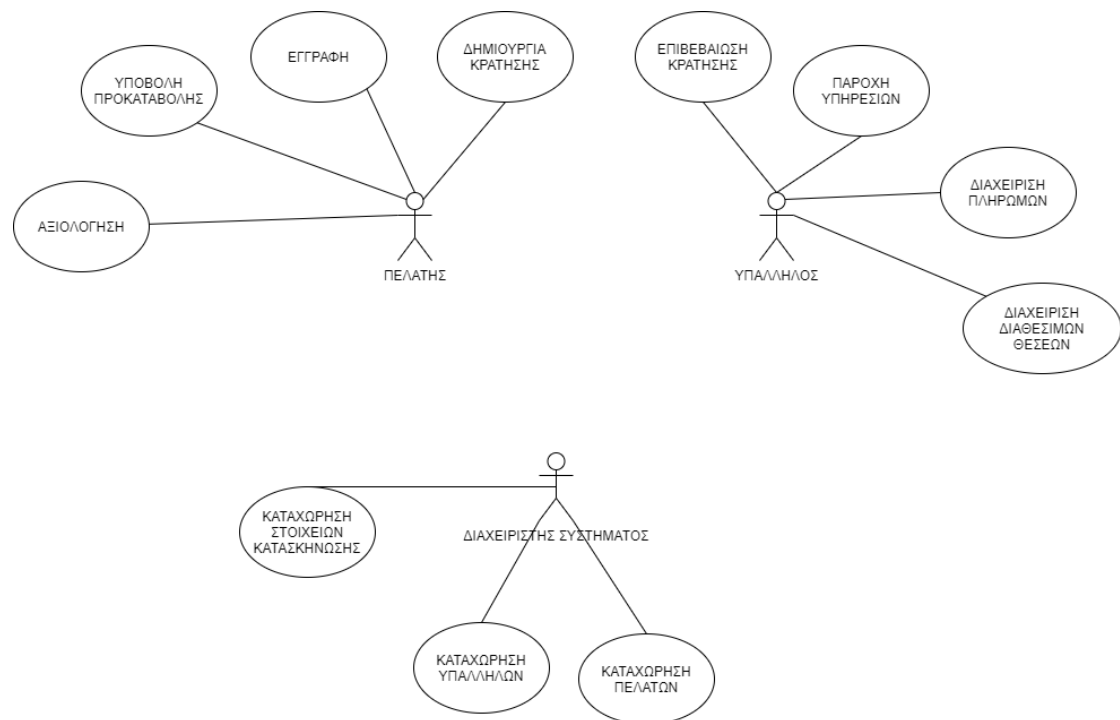 ΕΓΓΡΑΦΗ
ΔΗΜΙΟΥΡΓΙΑ
ΚΡΑΤΗΣΗΣ
ΥΠΟΒΟΛΗ
ΠΡΟΚΑΤΑΒΟΛΗΣ
ΑΞΙΟΛΟΓΗΣΗ
ΠΕΛΑΤΗΣ
ΕΠΙΒΕΒΑΙΩΣΗ
ΚΡΑΤΗΣΗΣ
ΠΑΡΟΧΗ
ΥΠΗΡΕΣΙΩΝ
ΔΙΑΧΕΙΡΙΣΗ
ΠΛΗΡΩΜΩΝ
ΥΠΑΛΛΗΛΟΣ
ΔΙΑΧΕΙΡΙΣΗ
ΔΙΑΘΕΣΙΜΩΝ
ΘΕΣΕΩΝ
ΚΑΤΑΧΩΡΗΣΗ
ΣΤΟΙΧΕΙΩΝ
ΚΑΤΑΣΚΗΝΩΣΗΣ
ΔΙΑΧΕΙΡΙΣΤΗΣ ΣΥΣΤΗΜΑΤΟΣ
ΚΑΤΑΧΩΡΗΣΗ
ΥΠΑΛΛΗΛΩΝ
ΚΑΤΑΧΩΡΗΣΗ
ΠΕΛΑΤΩΝ